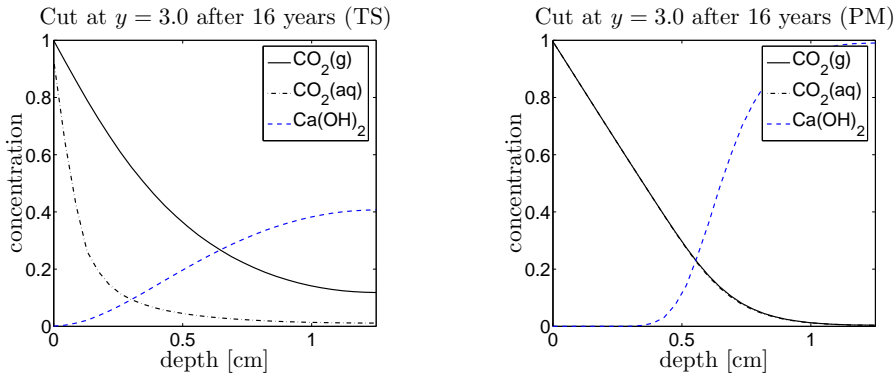 Cut at y = 3.0 after 16 years (TS)
1
0.8
0.6
0.4
0.2
0
concentration
0
0.5
1
depth [cm]
CO2(g)
CO2(aq)
Ca(OH)2
Cut at y = 3.0 after 16 years (PM)
1
0.8
0.6
0.4
0.2
0
concentration
0
0.5
1
depth [cm]
CO2(g)
CO2(aq)
Ca(OH)2